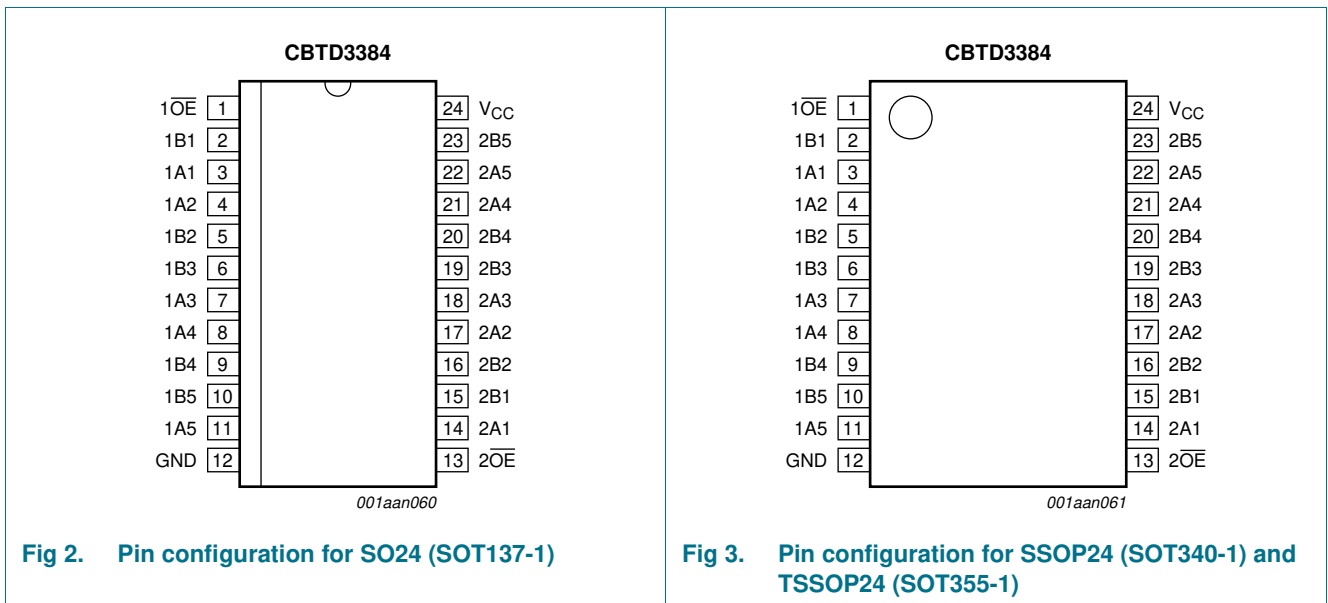 CBTD3384
1OE 1 24 VCC
1B1 2 23 2B5
1A1 3 22 2A5
1A2 4 21 2A4
1B2 5 20 2B4
1B3 6 19 2B3
1A3 7 18 2A3
1A4 8 17 2A2
1B4 9 16 2B2
1B5 10 15 2B1
1A5 11 14 2A1
GND 12 13 2OE
001aan060
Fig 2. Pin configuration for SO24 (SOT137-1)
CBTD3384
1OE 1 24 VCC
1B1 2 23 2B5
1A1 3 22 2A5
1A2 4 21 2A4
1B2 5 20 2B4
1B3 6 19 2B3
1A3 7 18 2A3
1A4 8 17 2A2
1B4 9 16 2B2
1B5 10 15 2B1
1A5 11 14 2A1
GND 12 13 2OE
001aan061
Fig 3. Pin configuration for SSOP24 (SOT340-1) and
TSSOP24 (SOT355-1)